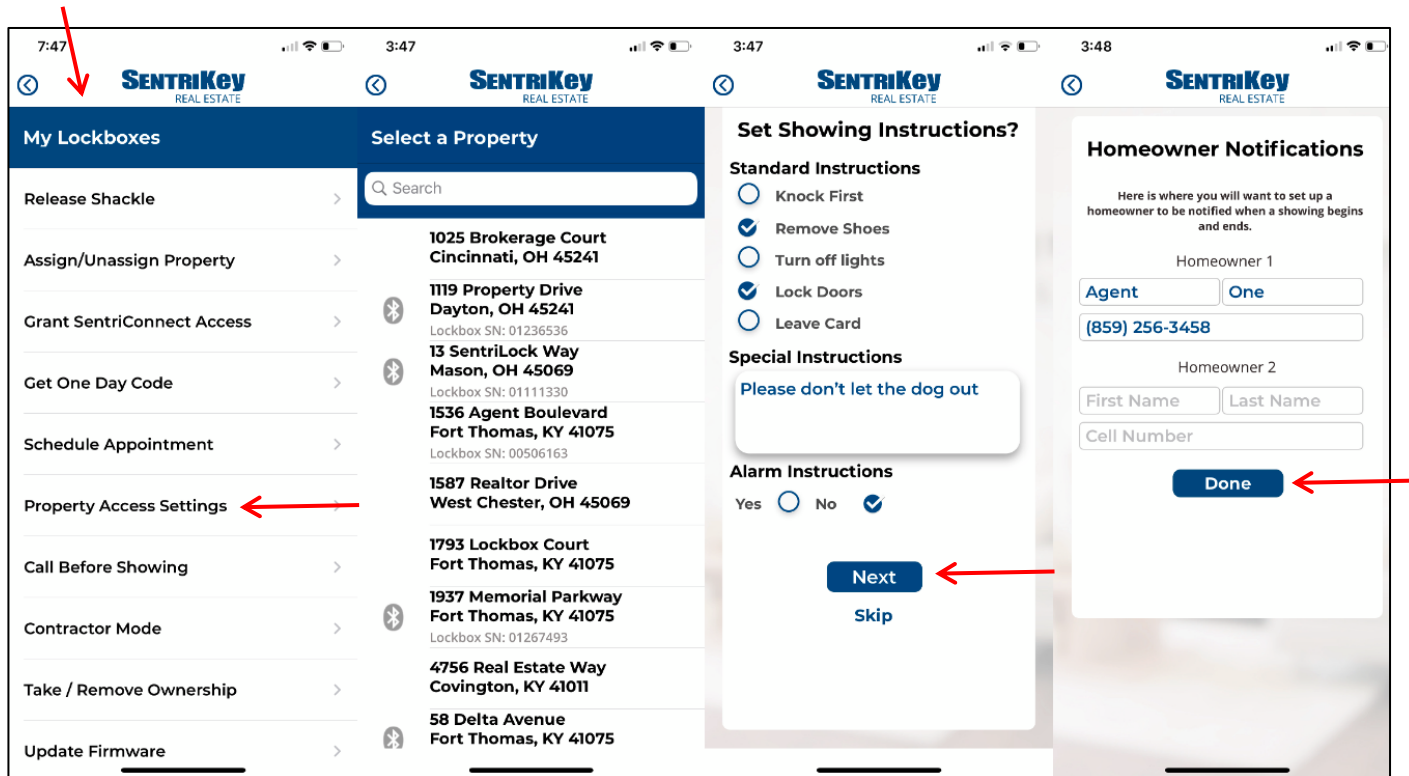 7:47
SENTRIKEY
REAL ESTATE
My Lockboxes
Release Shackle
Assign/Unassign Property
Grant SentriConnect Access
Get One Day Code
Schedule Appointment
Property Access Settings
Call Before Showing
Contractor Mode
Take / Remove Ownership
Update Firmware
3:47
SENTRIKEY
REAL ESTATE
Select a Property
Search
1025 Brokerage Court
Cincinnati, OH 45241
1119 Property Drive
Dayton, OH 45241
Lockbox SN: 01236536
13 SentriLock Way
Mason, OH 45069
Lockbox SN: 01111330
1536 Agent Boulevard
Fort Thomas, KY 41075
Lockbox SN: 00506163
1587 Realtor Drive
West Chester, OH 45069
1793 Lockbox Court
Fort Thomas, KY 41075
1937 Memorial Parkway
Fort Thomas, KY 41075
Lockbox SN: 01267493
4756 Real Estate Way
Covington, KY 41011
58 Delta Avenue
Fort Thomas, KY 41075
3:47
SENTRIKEY
REAL ESTATE
Set Showing Instructions?
Standard Instructions
Knock First
Remove Shoes
Turn off lights
Lock Doors
Leave Card
Special Instructions
Please don't let the dog out
Alarm Instructions
Yes No
Next
Skip
3:48
SENTRIKEY
REAL ESTATE
Homeowner Notifications
Here is where you will want to set up a
homeowner to be notified when a showing begins
and ends.
Homeowner 1
Agent One
(859) 256-3458
Homeowner 2
First Name Last Name
Cell Number
Done